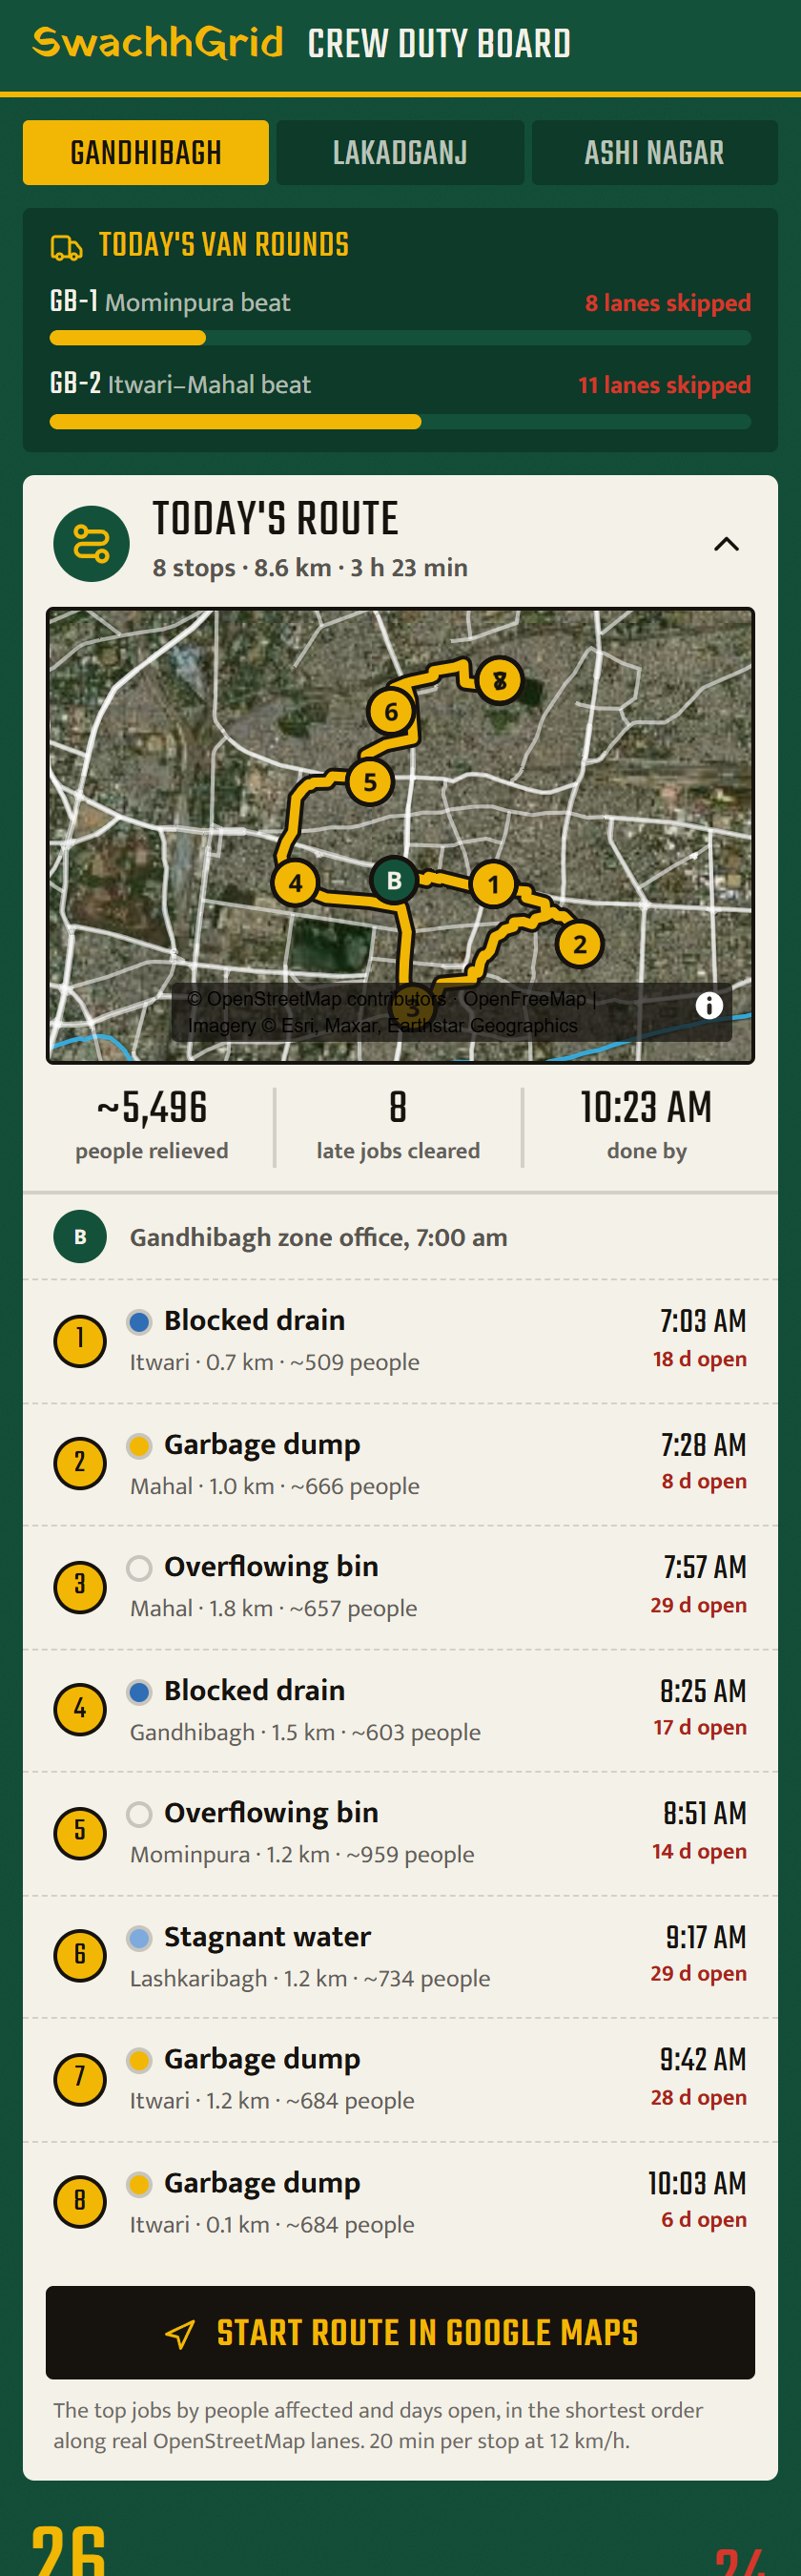 SwachhGrid CREW DUTY BOARD
GANDHIBAGH
LAKADGANJ
ASHI NAGAR
TODAY'S VAN ROUNDS
GB-1 Mominpura beat 8 lanes skipped
GB-2 Itwari–Mahal beat 11 lanes skipped
TODAY'S ROUTE
8 stops · 8.6 km · 3 h 23 min
6
5
4
B
1
2
3
© OpenStreetMap contributors · OpenFreeMap |
Imagery © Esri, Maxar, Earthstar Geographics
~5,496
people relieved
8
late jobs cleared
10:23 AM
done by
B Gandhibagh zone office, 7:00 am
1 Blocked drain 7:03 AM
Itwari · 0.7 km · ~509 people 18 d open
2 Garbage dump 7:28 AM
Mahal · 1.0 km · ~666 people 8 d open
3 Overflowing bin 7:57 AM
Mahal · 1.8 km · ~657 people 29 d open
4 Blocked drain 8:25 AM
Gandhibagh · 1.5 km · ~603 people 17 d open
5 Overflowing bin 8:51 AM
Mominpura · 1.2 km · ~959 people 14 d open
6 Stagnant water 9:17 AM
Lashkaribagh · 1.2 km · ~734 people 29 d open
7 Garbage dump 9:42 AM
Itwari · 1.2 km · ~684 people 28 d open
8 Garbage dump 10:03 AM
Itwari · 0.1 km · ~684 people 6 d open
START ROUTE IN GOOGLE MAPS
The top jobs by people affected and days open, in the shortest order
along real OpenStreetMap lanes. 20 min per stop at 12 km/h.
26
24